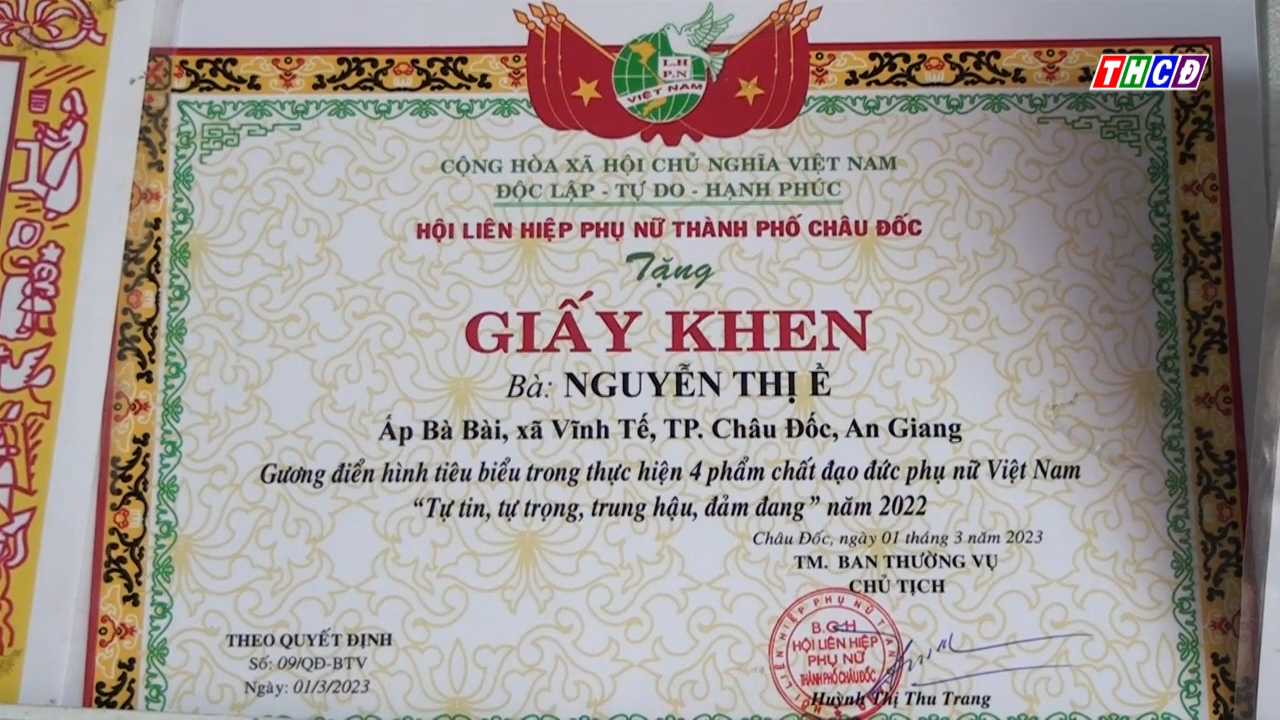 THCĐ
L.H
P.N
VIỆT NAM
CỘNG HÒA XÃ HỘI CHỦ NGHĨA VIỆT NAM
ĐỘC LẬP - TỰ DO - HẠNH PHÚC
HỘI LIÊN HIỆP PHỤ NỮ THÀNH PHỐ CHÂU ĐỐC
Tặng
GIẤY KHEN
Bà: NGUYỄN THỊ Ề
Ấp Bà Bài, xã Vĩnh Tế, TP. Châu Đốc, An Giang
Gương điển hình tiêu biểu trong thực hiện 4 phẩm chất đạo đức phụ nữ Việt Nam
“Tự tin, tự trọng, trung hậu, đảm đang” năm 2022
Châu Đốc, ngày 01 tháng 3 năm 2023
TM. BAN THƯỜNG VỤ
CHỦ TỊCH
THEO QUYẾT ĐỊNH
Số: 09/QĐ-BTV
Ngày: 01/3/2023
B.CH
HỘI LIÊN HIỆP
PHỤ NỮ
THÀNH PHỐ CHÂU ĐỐC
Huỳnh Thị Thu Trang